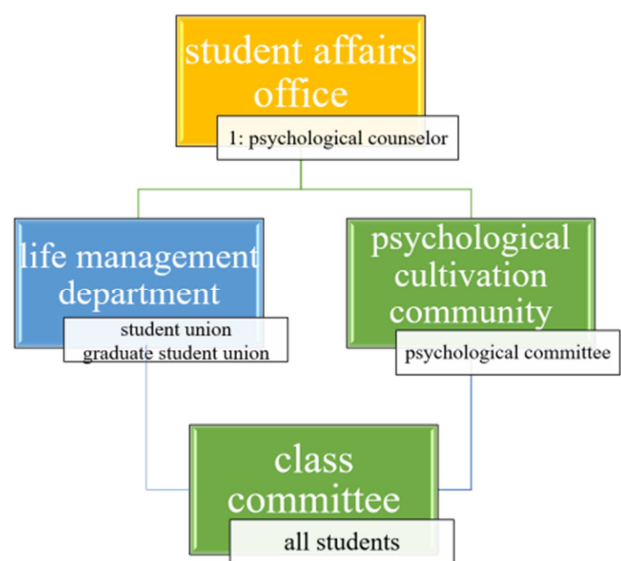 student affairs
office
1: psychological counselor
life management
department
student union
graduate student union
psychological
cultivation
community
psychological committee
class
committee
all students